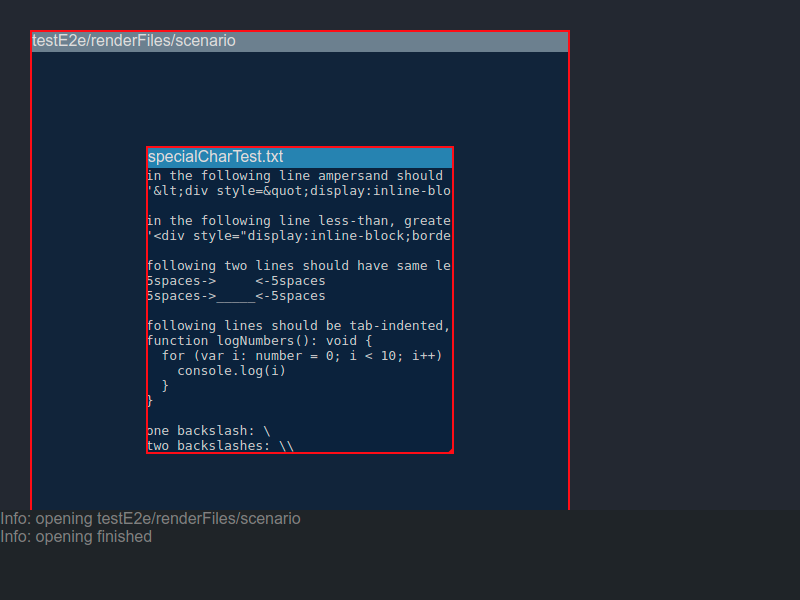 testE2e/renderFiles/scenario
specialCharTest.txt
in the following line ampersand should
'&lt;div style=&quot;display:inline-blo
in the following line less-than, greate
'<div style="display:inline-block;borde
following two lines should have same le
5spaces->     <-5spaces
5spaces->_____<-5spaces
following lines should be tab-indented,
function logNumbers(): void {
  for (var i: number = 0; i < 10; i++)
    console.log(i)
  }
}
one backslash: \
two backslashes: \\
Info: opening testE2e/renderFiles/scenario
Info: opening finished